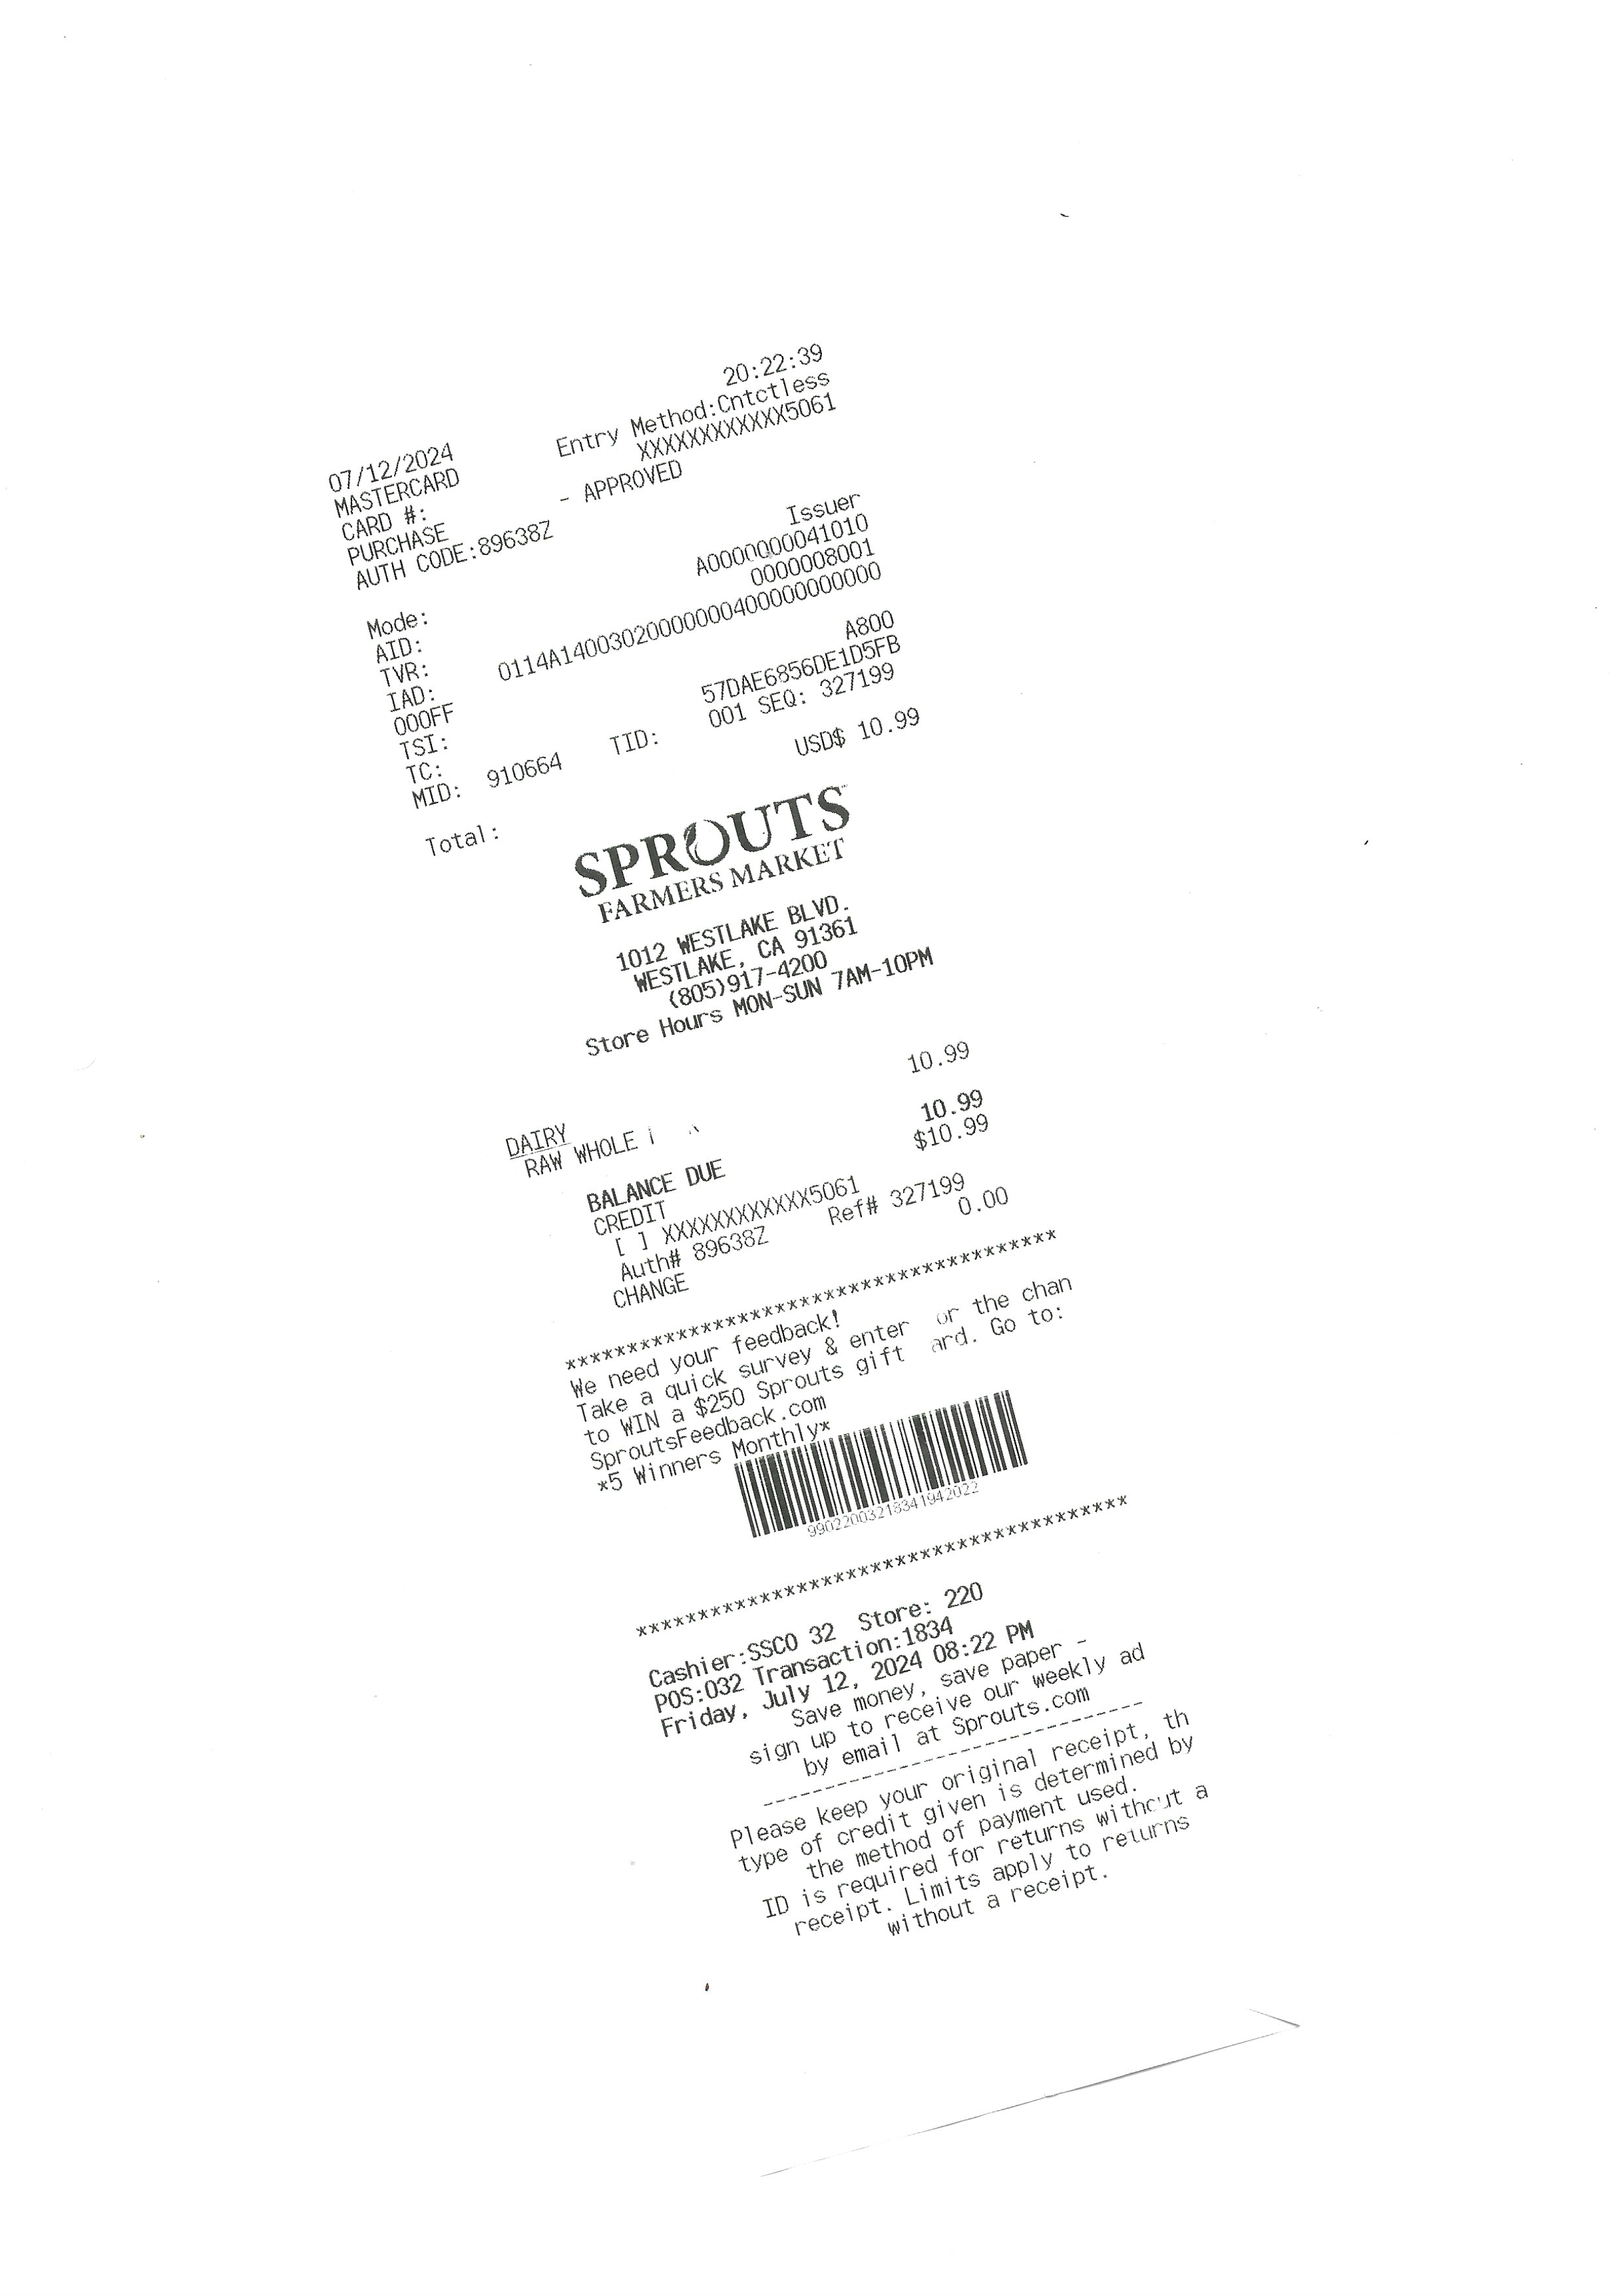 07/12/2024 20:22:39
MASTERCARD Entry Method:Cntctless
CARD #: XXXXXXXXXXXX5061
PURCHASE - APPROVED
AUTH CODE:89638Z
Mode: Issuer
AID: A0000000041010
TVR: 0000008001
IAD: 0114A14003020000000400000000000
000FF
TSI: A800
TC: 57DAE6856DE1D5FB
MID: 910664 TID: 001 SEQ: 327199
Total: USD$ 10.99
SPROUTS
FARMERS MARKET
1012 WESTLAKE BLVD.
WESTLAKE, CA 91361
(805)917-4200
Store Hours MON-SUN 7AM-10PM
DAIRY
RAW WHOLE 10.99
BALANCE DUE 10.99
CREDIT $10.99
[ ] XXXXXXXXXXXX5061
Auth# 89638Z Ref# 327199
CHANGE 0.00
****************************************
We need your feedback!
Take a quick survey & enter or the chan
to WIN a $250 Sprouts gift ard. Go to:
SproutsFeedback.com
*5 Winners Monthly*
99022003218341942022
****************************************
Cashier:SSCO 32 Store: 220
POS:032 Transaction:1834
Friday, July 12, 2024 08:22 PM
Save money, save paper -
sign up to receive our weekly ad
by email at Sprouts.com
--------------------------------
Please keep your original receipt, th
type of credit given is determined by
the method of payment used.
ID is required for returns without a
receipt. Limits apply to returns
without a receipt.